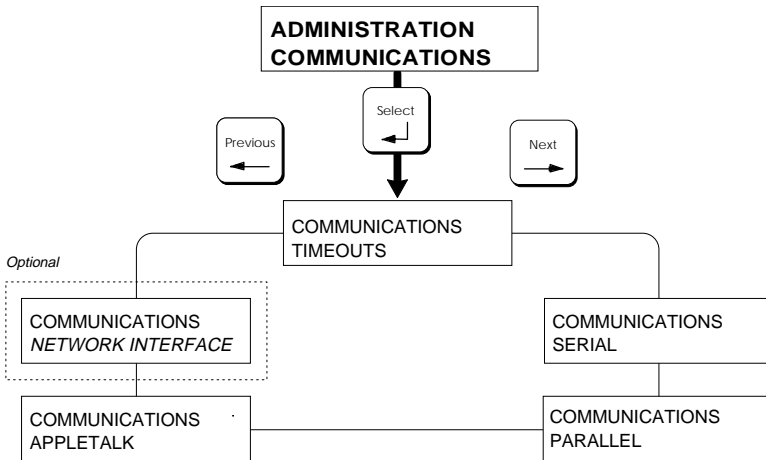 ADMINISTRATION
COMMUNICATIONS
Select
Previous
Next
COMMUNICATIONS
TIMEOUTS
Optional
COMMUNICATIONS
NETWORK INTERFACE
COMMUNICATIONS
SERIAL
COMMUNICATIONS
APPLETALK
COMMUNICATIONS
PARALLEL